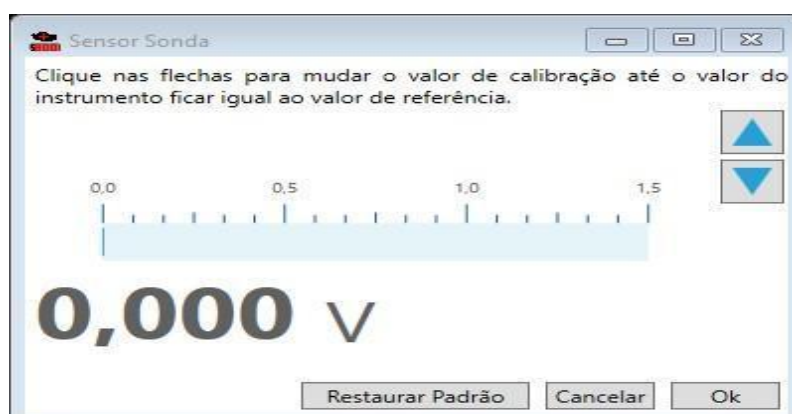 Sensor Sonda
Clique nas flechas para mudar o valor de calibração até o valor do
instrumento ficar igual ao valor de referência.
0,0 0,5 1,0 1,5
0,000 V
Restaurar Padrão Cancelar Ok